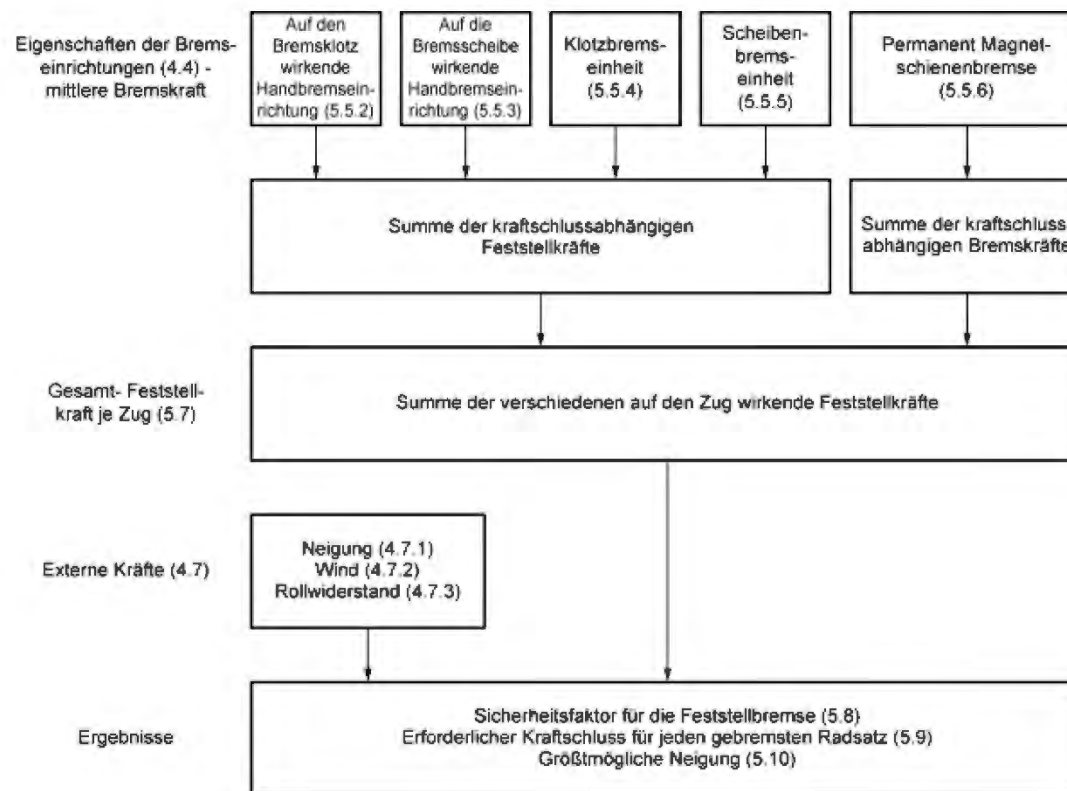 Eigenschaften der Brems-
einrichtungen (4.4) -
mittlere Bremskraft
Auf den
Bremsklotz
wirkende
Handbremsein-
richtung (5.5.2)
Auf die
Bremsscheibe
wirkende
Handbremsein-
richtung (5.5.3)
Klotzbrems-
einheit
(5.5.4)
Scheiben-
brems-
einheit
(5.5.5)
Permanent Magnet-
schienenbremse
(5.5.6)
Summe der kraftschlussabhängigen
Feststellkräfte
Summe der kraftschluss
abhängigen Bremskräfte
Gesamt- Feststell-
kraft je Zug (5.7)
Summe der verschiedenen auf den Zug wirkende Feststellkräfte
Externe Kräfte (4.7)
Neigung (4.7.1)
Wind (4.7.2)
Rollwiderstand (4.7.3)
Ergebnisse
Sicherheitsfaktor für die Feststellbremse (5.8)
Erforderlicher Kraftschluss für jeden gebremsten Radsatz (5.9)
Größtmögliche Neigung (5.10)